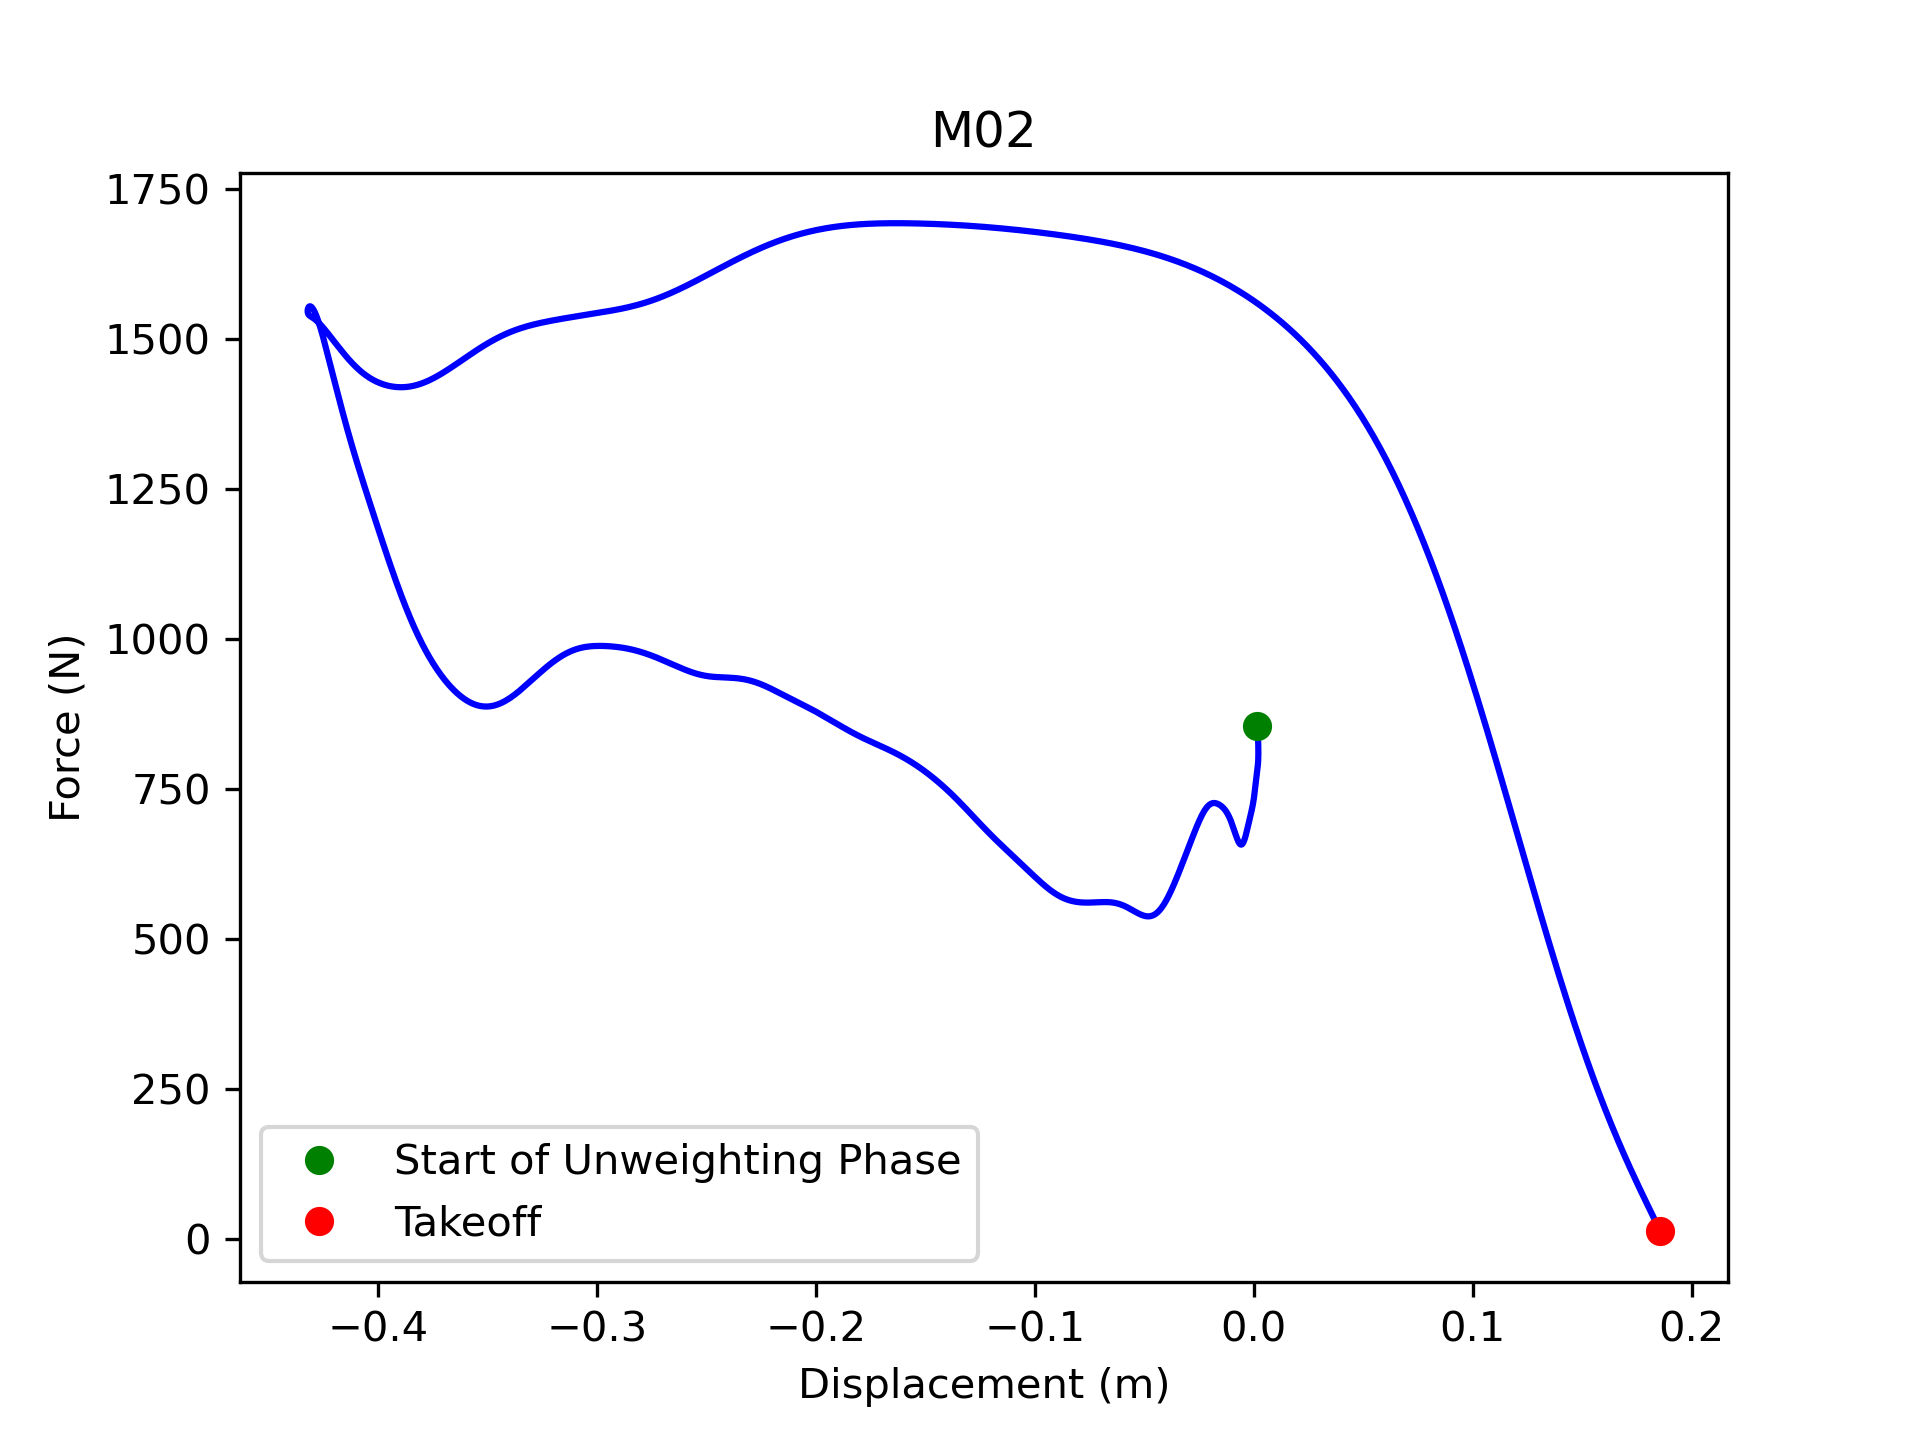 M02
1750
1500
1250
1000
750
500
250
0
Force (N)
Start of Unweighting Phase
Takeoff
−0.4 −0.3 −0.2 −0.1 0.0 0.1 0.2
Displacement (m)